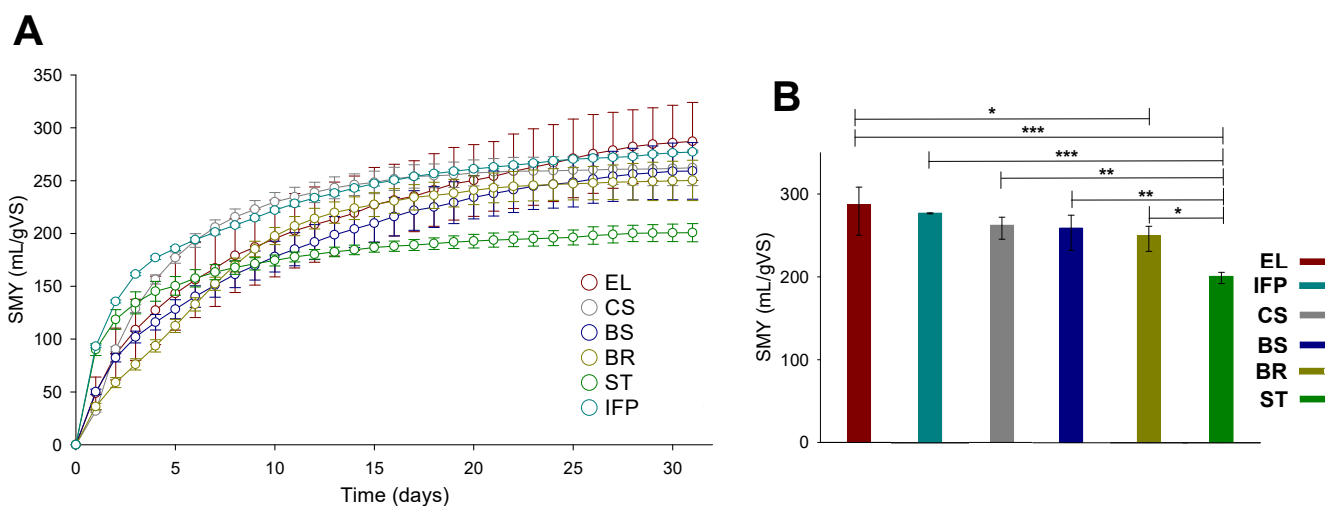 A
SMY (mL/gVS)
350
300
250
200
150
100
50
0
0 5 10 15 20 25 30
Time (days)
EL
CS
BS
BR
ST
IFP
B
*
***
***
**
**
*
SMY (mL/gVS)
300
200
100
0
EL
IFP
CS
BS
BR
ST